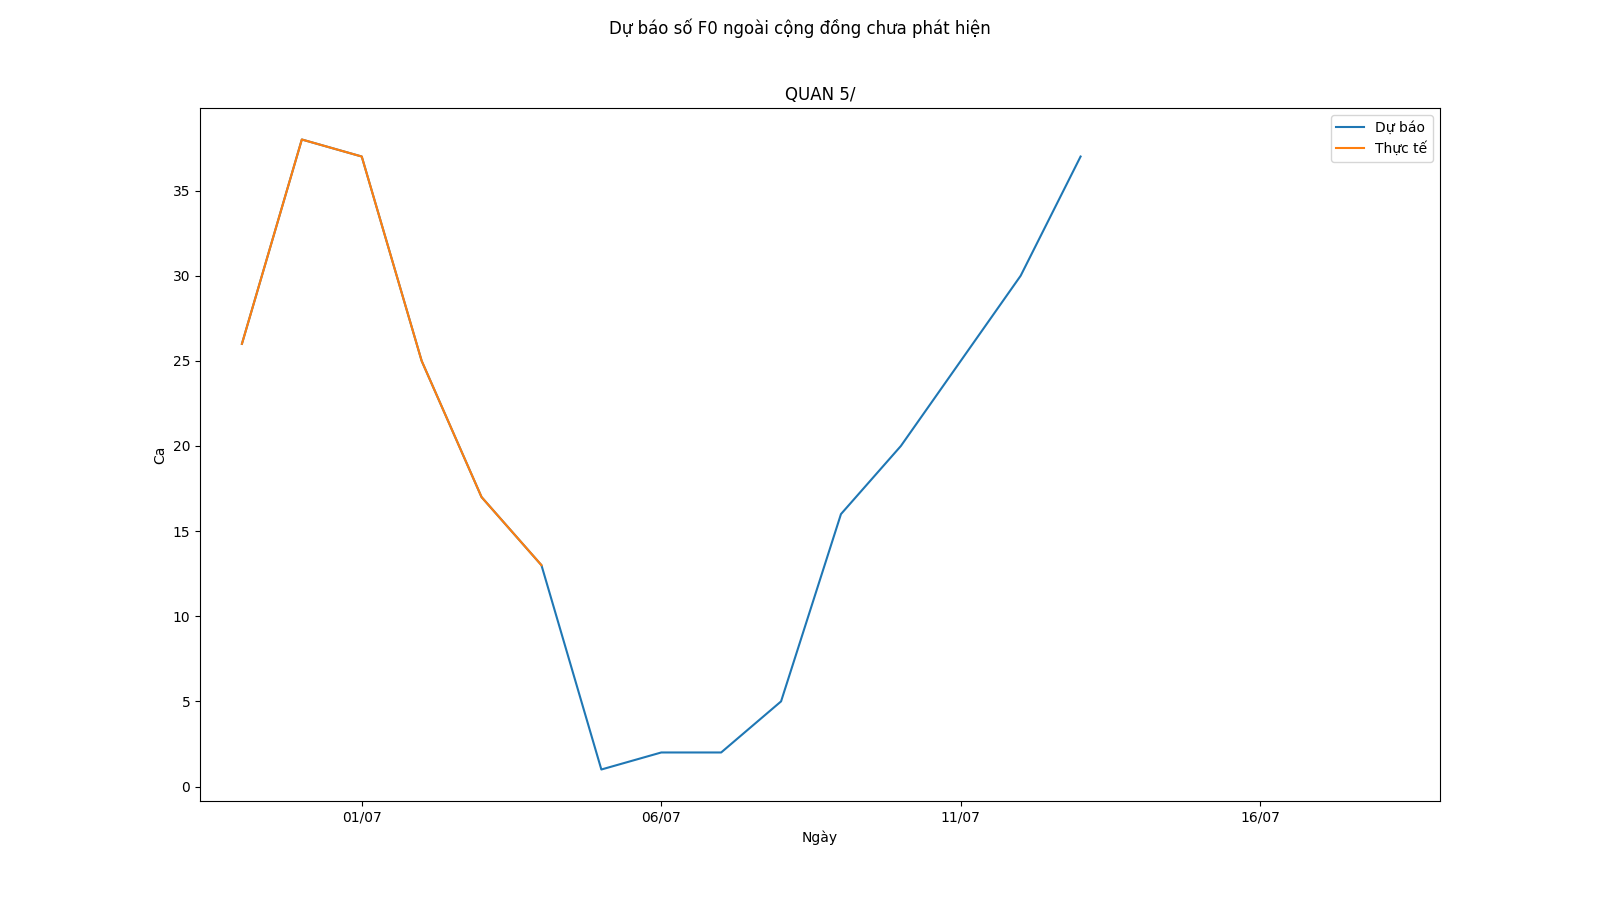 Dự báo số F0 ngoài cộng đồng chưa phát hiện
QUAN 5/
Dự báo
Thực tế
35
30
25
20
15
10
5
0
Ca
01/07 06/07 11/07 16/07
Ngày